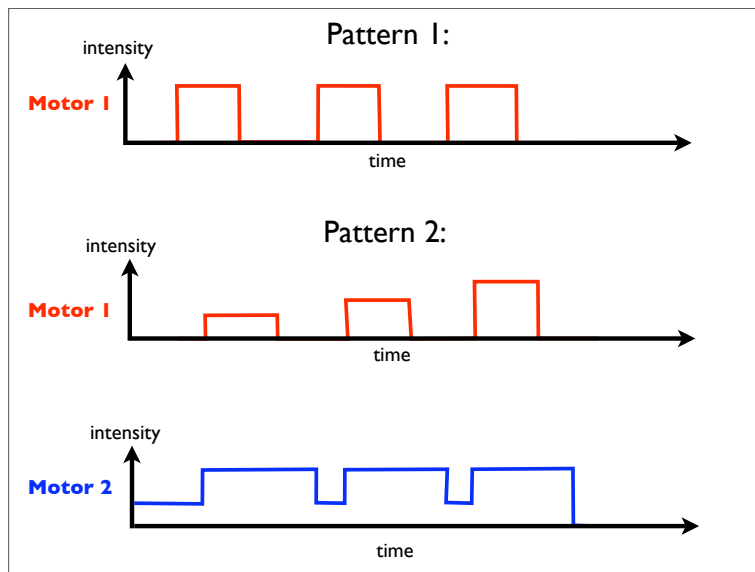 Pattern 1:
intensity
Motor 1
time
Pattern 2:
intensity
Motor 1
time
intensity
Motor 2
time